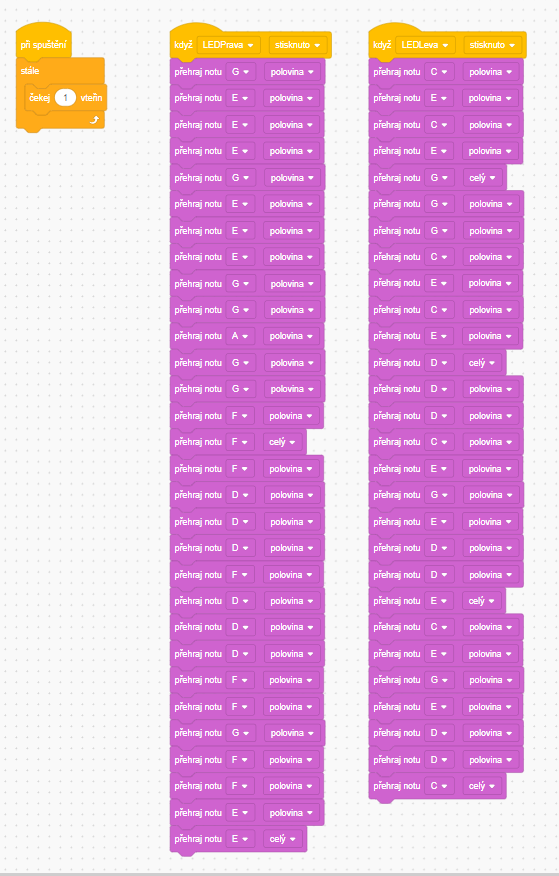 při spuštění
stále
čekej 1 vteřin
když LEDPrava stisknuto
přehraj notu G polovina
přehraj notu E polovina
přehraj notu E polovina
přehraj notu E polovina
přehraj notu G polovina
přehraj notu E polovina
přehraj notu E polovina
přehraj notu E polovina
přehraj notu G polovina
přehraj notu G polovina
přehraj notu A polovina
přehraj notu G polovina
přehraj notu G polovina
přehraj notu F polovina
přehraj notu F celý
přehraj notu F polovina
přehraj notu D polovina
přehraj notu D polovina
přehraj notu D polovina
přehraj notu F polovina
přehraj notu D polovina
přehraj notu D polovina
přehraj notu D polovina
přehraj notu F polovina
přehraj notu F polovina
přehraj notu G polovina
přehraj notu F polovina
přehraj notu F polovina
přehraj notu E polovina
přehraj notu E celý
když LEDLeva stisknuto
přehraj notu C polovina
přehraj notu E polovina
přehraj notu C polovina
přehraj notu E polovina
přehraj notu G celý
přehraj notu G polovina
přehraj notu G polovina
přehraj notu C polovina
přehraj notu E polovina
přehraj notu C polovina
přehraj notu E polovina
přehraj notu D celý
přehraj notu D polovina
přehraj notu D polovina
přehraj notu C polovina
přehraj notu E polovina
přehraj notu G polovina
přehraj notu E polovina
přehraj notu D polovina
přehraj notu D polovina
přehraj notu E celý
přehraj notu C polovina
přehraj notu E polovina
přehraj notu G polovina
přehraj notu E polovina
přehraj notu D polovina
přehraj notu D polovina
přehraj notu C celý